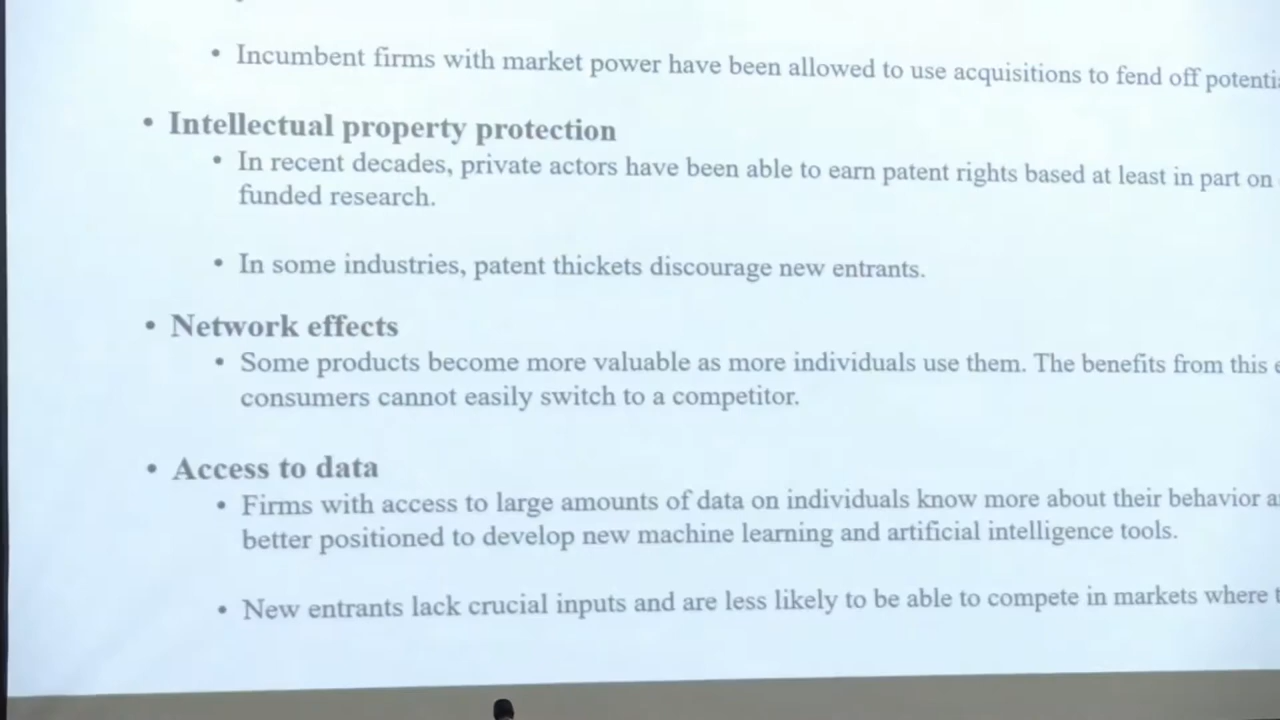 • Incumbent firms with market power have been allowed to use acquisitions to fend off
• Intellectual property protection
• In recent decades, private actors have been able to earn patent rights based at least in part on
funded research.
• In some industries, patent thickets discourage new entrants.
• Network effects
• Some products become more valuable as more individuals use them. The benefits from this
consumers cannot easily switch to a competitor.
• Access to data
• Firms with access to large amounts of data on individuals know more about their behavior
better positioned to develop new machine learning and artificial intelligence tools.
• New entrants lack crucial inputs and are less likely to be able to compete in markets where